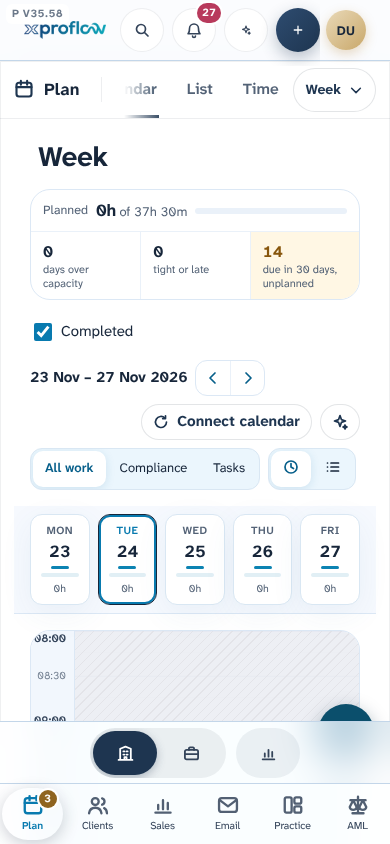 P V35.58
xproflow
27
DU
Plan
ndar
List
Time
Week
Week
Planned 0h of 37h 30m
0
days over
capacity
0
tight or late
14
due in 30 days,
unplanned
Completed
23 Nov – 27 Nov 2026
Connect calendar
All work
Compliance
Tasks
MON
23
0h
TUE
24
0h
WED
25
0h
THU
26
0h
FRI
27
0h
08:00
08:30
09:00
3
Plan
Clients
Sales
Email
Practice
AML